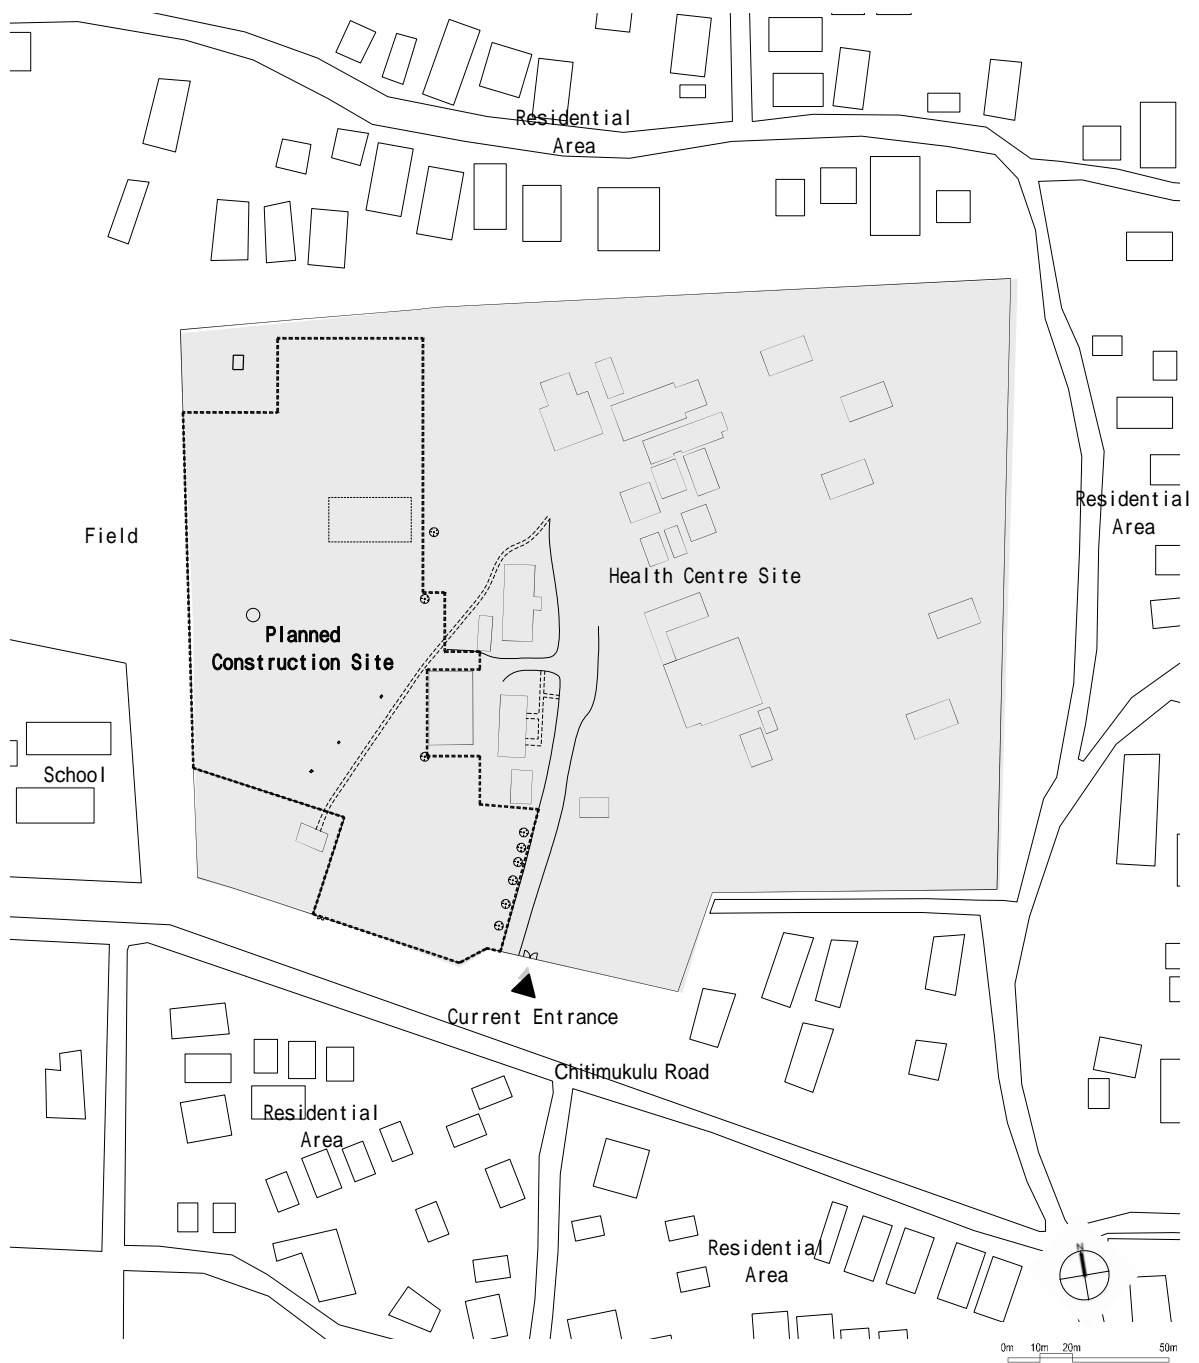 Residential
Area
Residential
Area
Field
Health Centre Site
Planned
Construction Site
School
Current Entrance
Chitimukulu Road
Residential
Area
Residential
Area
N
0m 10m 20m 50m